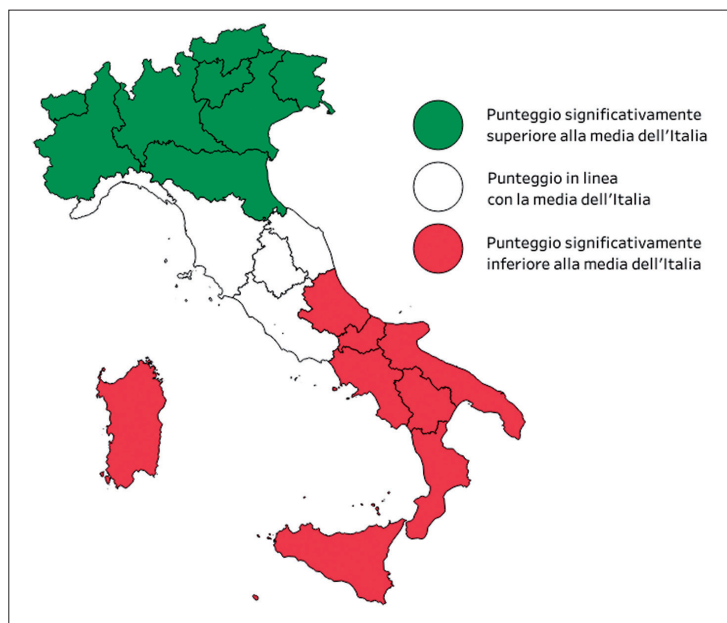 Punteggio significativamente
superiore alla media dell'Italia
Punteggio in linea
con la media dell'Italia
Punteggio significativamente
inferiore alla media dell'Italia